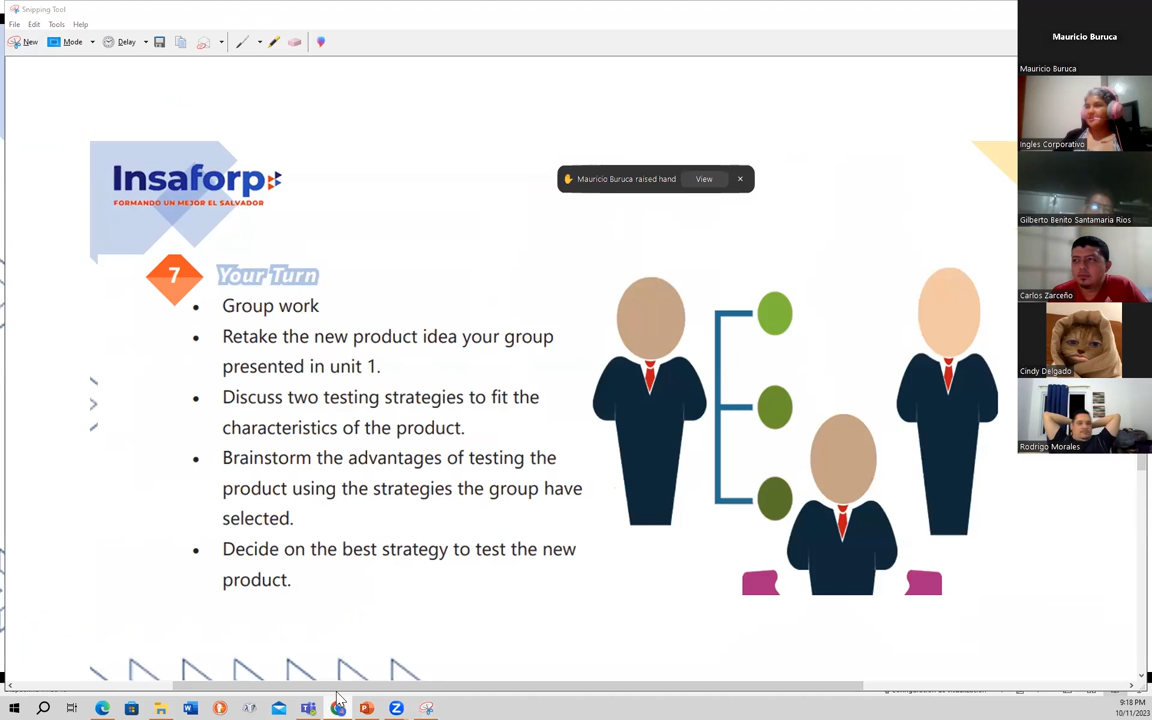 Snipping Tool
File Edit Tools Help
New Mode Delay
Mauricio Buruca
Mauricio Buruca
Ingles Corporativo
Gilberto Benito Santamaria Rios
Carlos Zarceño
Cindy Delgado
Rodrigo Morales
Mauricio Buruca raised hand View
Insaforp
FORMANDO UN MEJOR EL SALVADOR
7 Your Turn
• Group work
• Retake the new product idea your group
presented in unit 1.
• Discuss two testing strategies to fit the
characteristics of the product.
• Brainstorm the advantages of testing the
product using the strategies the group have
selected.
• Decide on the best strategy to test the new
product.
9:18 PM
10/11/2023